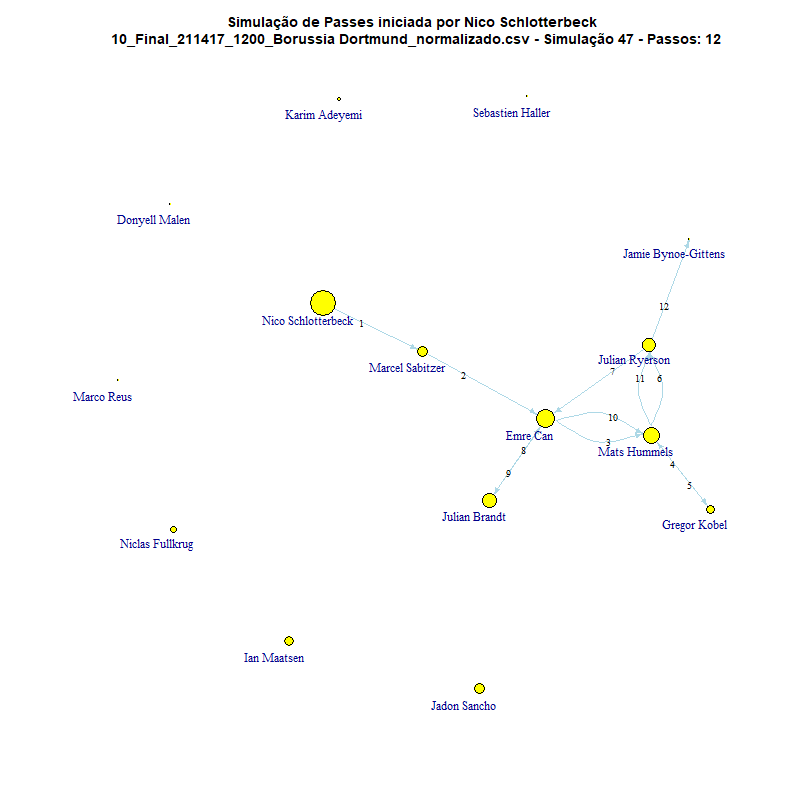 Simulação de Passes iniciada por Nico Schlotterbeck
10_Final_211417_1200_Borussia Dortmund_normalizado.csv - Simulação 47 - Passos: 12
Karim Adeyemi
Sebastien Haller
Donyell Malen
Jamie Bynoe-Gittens
12
Nico Schlotterbeck
1
Marcel Sabitzer
Julian Ryerson
2
7
11
6
Marco Reus
10
Emre Can
3
8
Mats Hummels
4
9
5
Julian Brandt
Gregor Kobel
Niclas Fullkrug
Ian Maatsen
Jadon Sancho